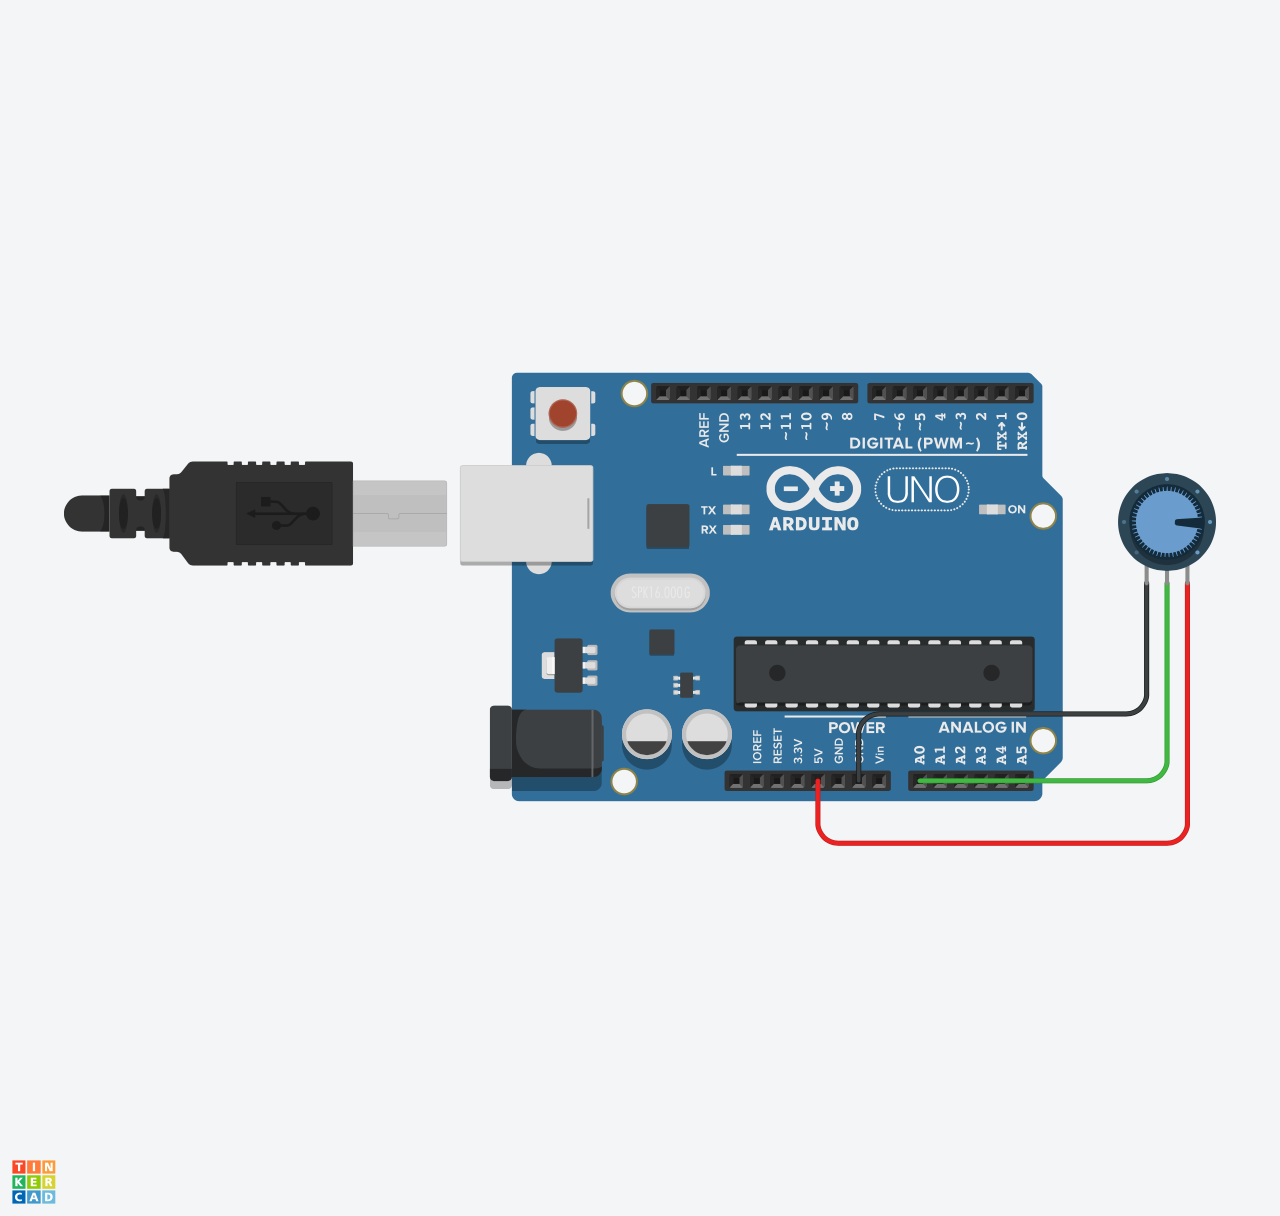 AREF
GND
13
12
~11
~10
~9
8
7
~6
~5
4
~3
2
TX→1
RX←0
DIGITAL (PWM~)
L
TX
RX
ARDUINO
UNO
ON
SPK16.000G
POWER
ANALOG IN
IOREF
RESET
3.3V
5V
GND
Vin
A0
A1
A2
A3
A4
A5
TIN
KER
CAD